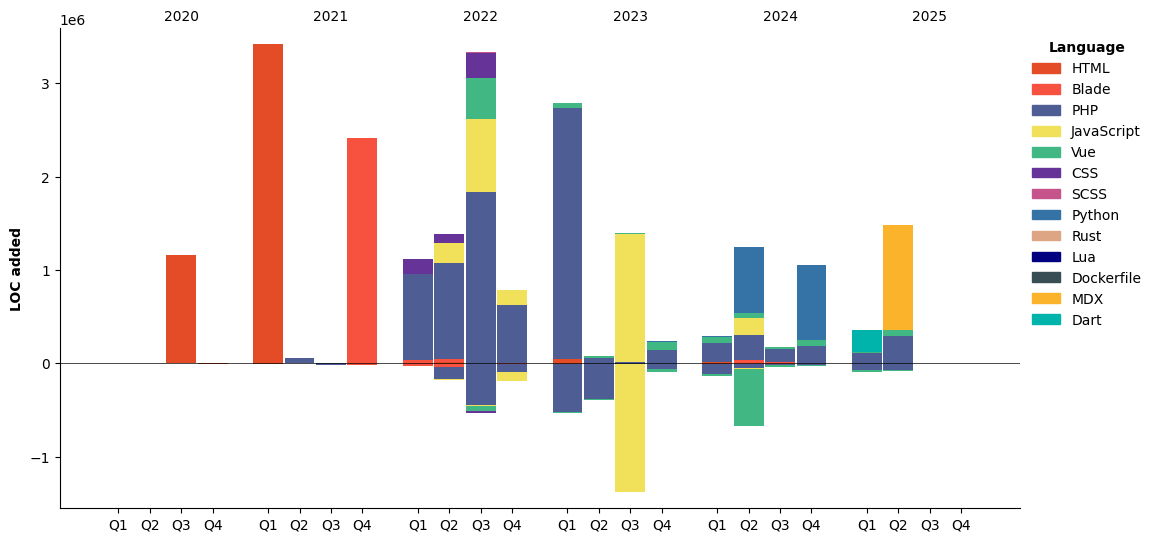 1e6
2020 2021 2022 2023 2024 2025
Language
HTML
Blade
PHP
JavaScript
Vue
CSS
SCSS
Python
Rust
Lua
Dockerfile
MDX
Dart
LOC added
3
2
1
0
−1
Q1 Q2 Q3 Q4 Q1 Q2 Q3 Q4 Q1 Q2 Q3 Q4 Q1 Q2 Q3 Q4 Q1 Q2 Q3 Q4 Q1 Q2 Q3 Q4